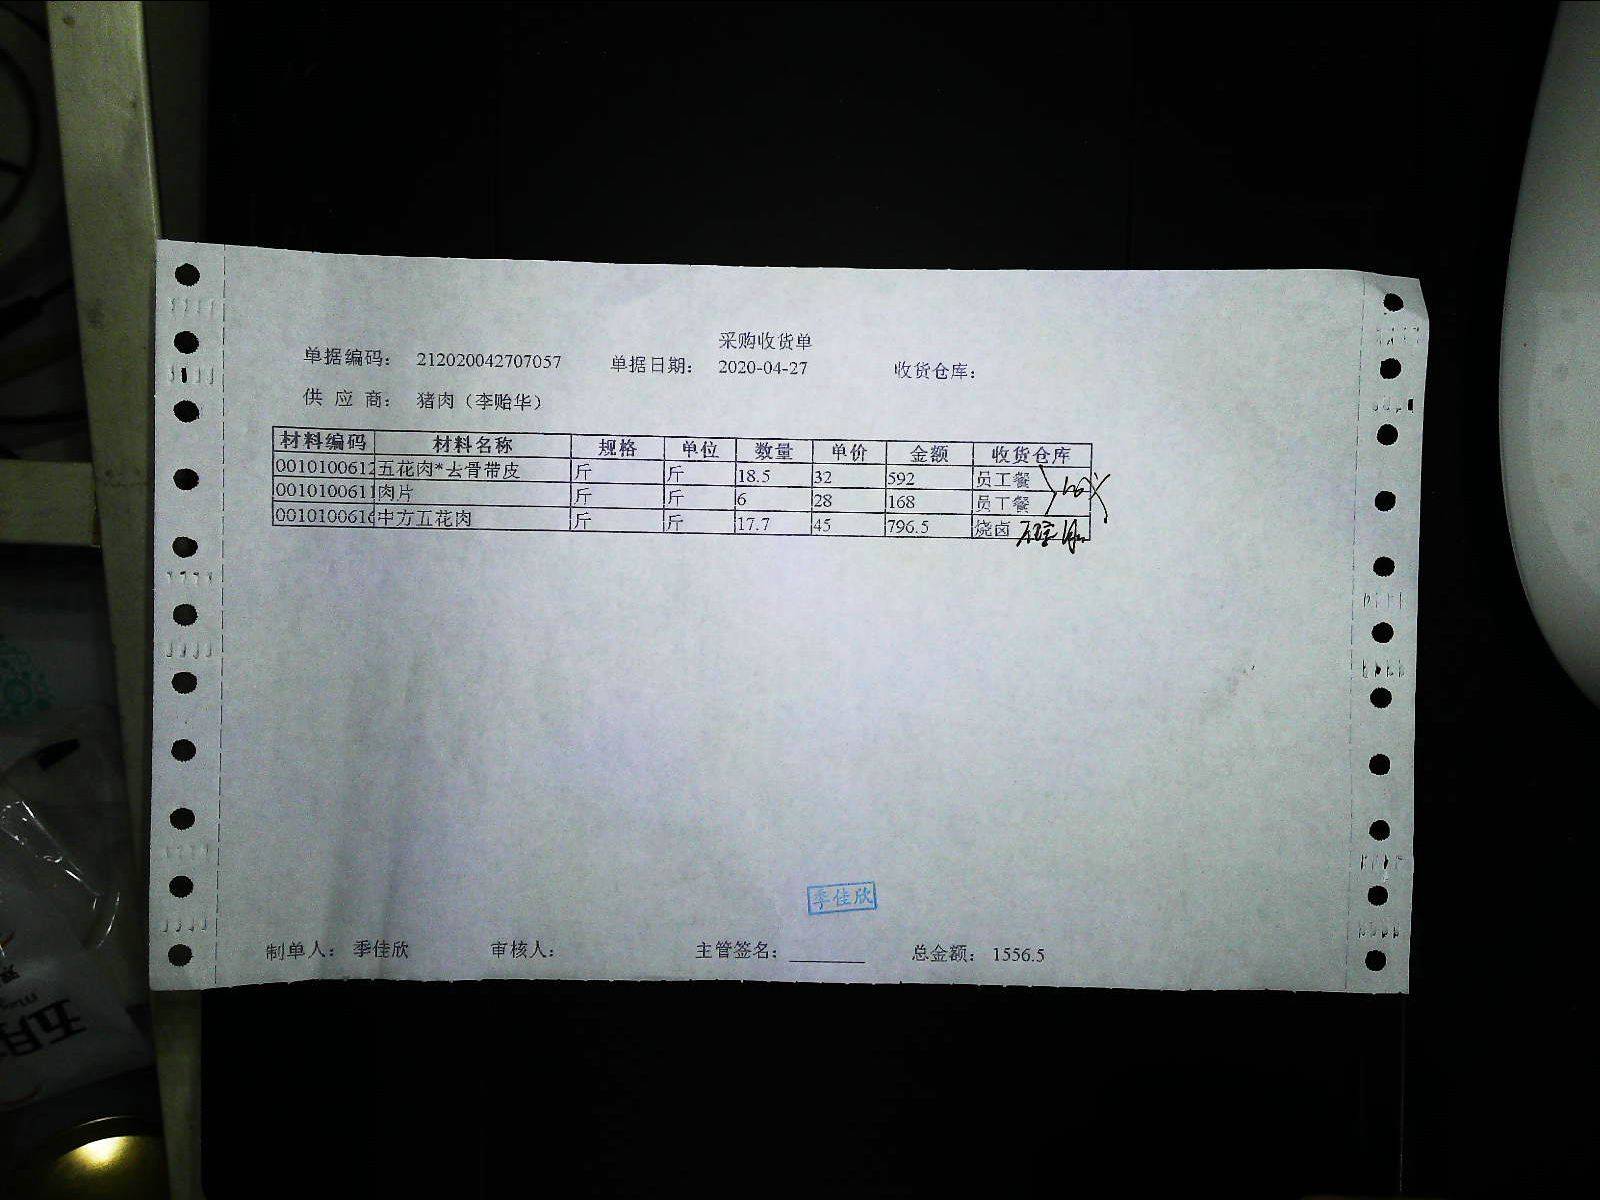 采购收货单
单据编码： 212020042707057 单据日期： 2020-04-27 收货仓库：
供 应 商： 猪肉（李贻华）
材料编码 材料名称 规格 单位 数量 单价 金额 收货仓库
0010100612 五花肉*去骨带皮 斤 斤 18.5 32 592 员工餐
0010100611 肉片 斤 斤 6 28 168 员工餐
0010100616 中方五花肉 斤 斤 17.7 45 796.5 烧卤
季佳欣
制单人： 季佳欣 审核人： 主管签名： 总金额： 1556.5